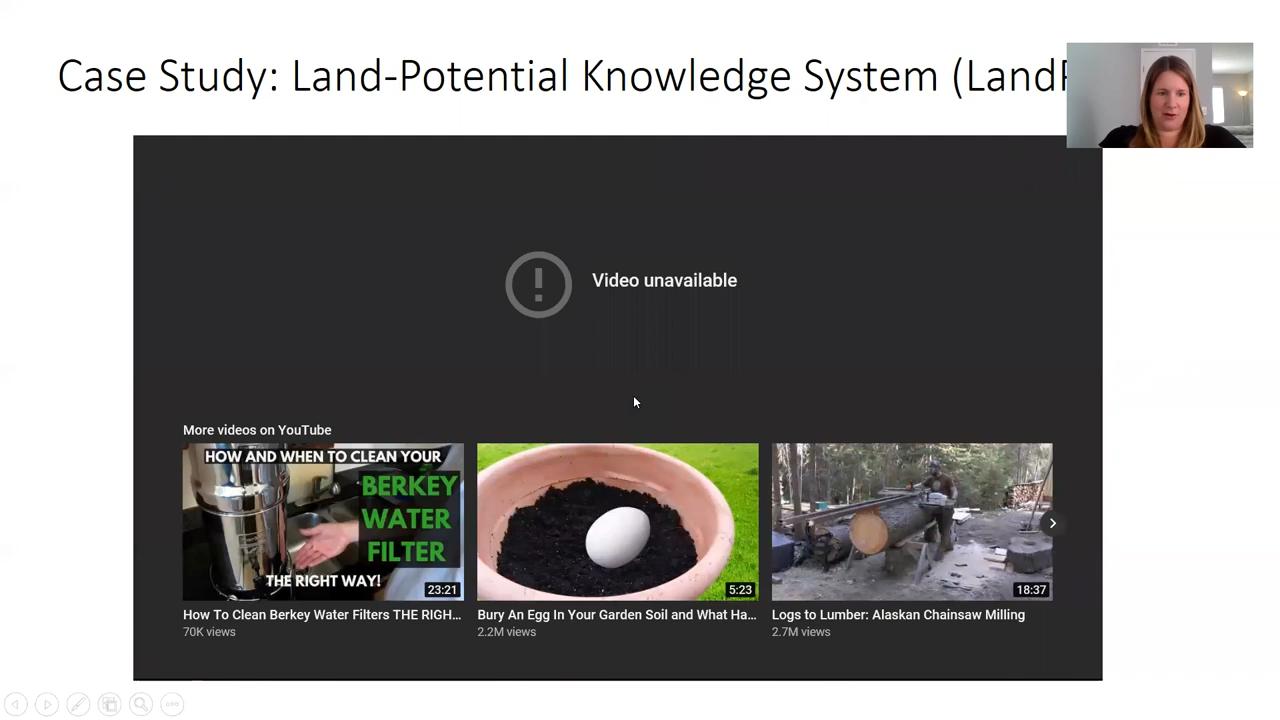 Case Study: Land-Potential Knowledge System (LandP
Video unavailable
More videos on YouTube
HOW AND WHEN TO CLEAN YOUR
BERKEY
WATER
FILTER
THE RIGHT WAY!
23:21
5:23
18:37
How To Clean Berkey Water Filters THE RIGH...
Bury An Egg In Your Garden Soil and What Ha...
Logs to Lumber: Alaskan Chainsaw Milling
70K views
2.2M views
2.7M views